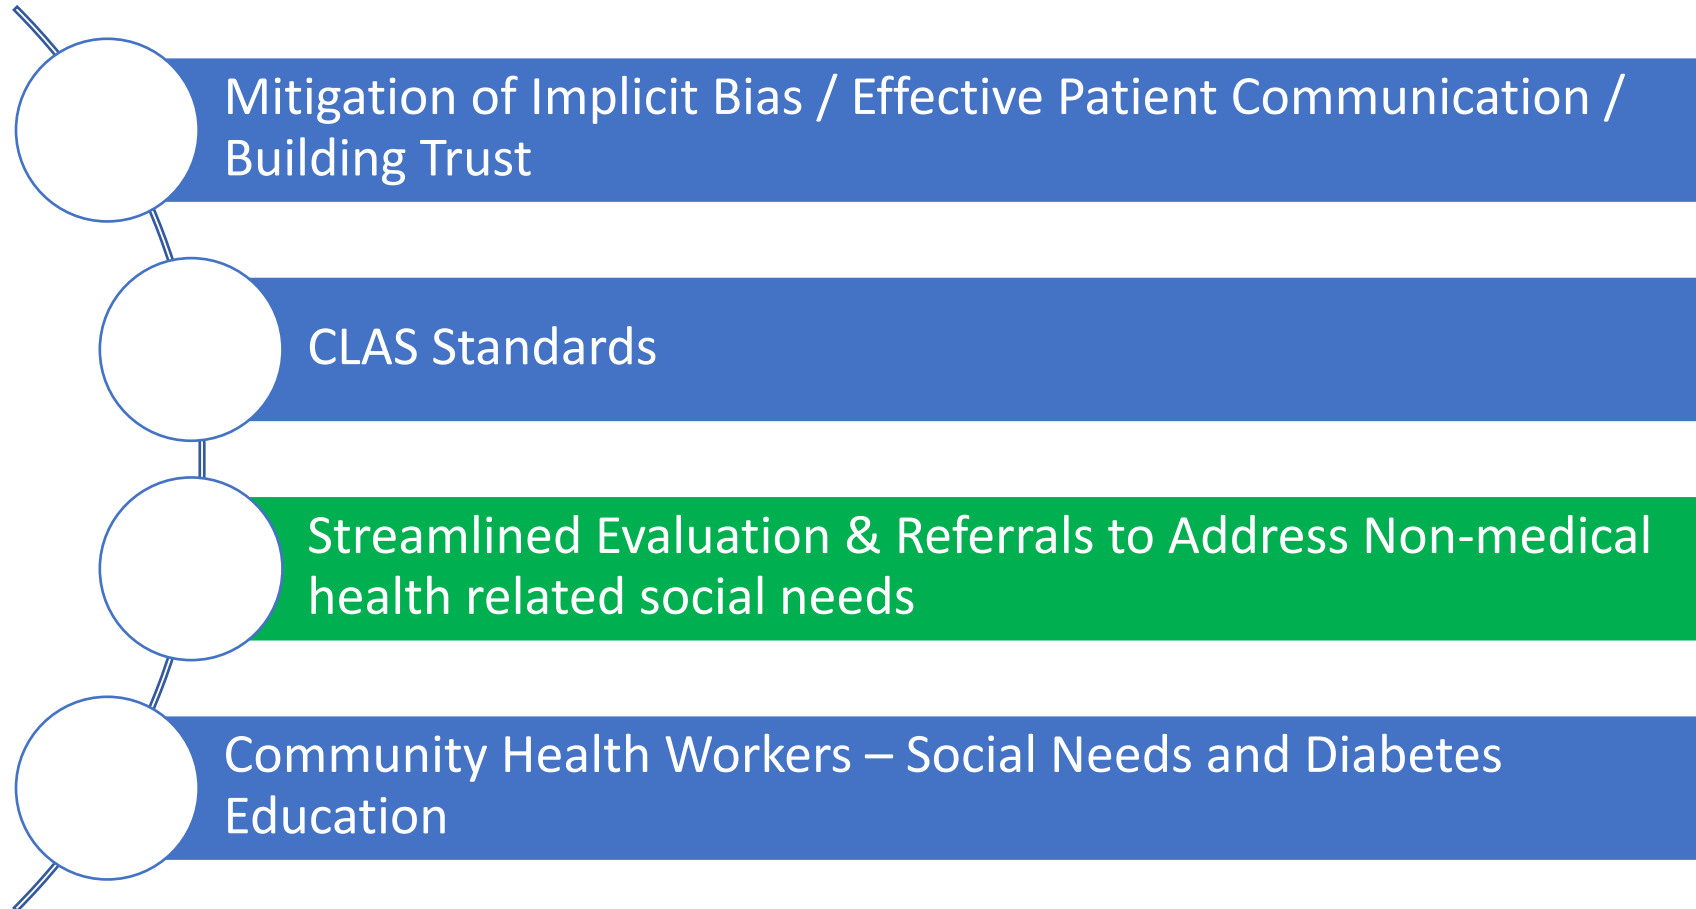 Mitigation of Implicit Bias / Effective Patient Communication /
Building Trust
CLAS Standards
Streamlined Evaluation & Referrals to Address Non-medical
health related social needs
Community Health Workers – Social Needs and Diabetes
Education